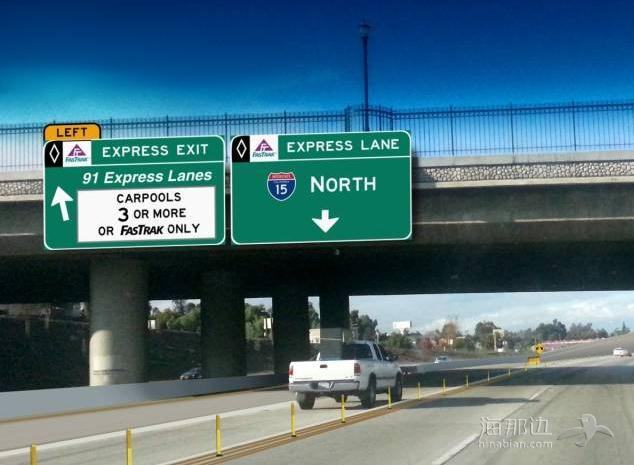 LEFT
FASTRAK EXPRESS EXIT
91 Express Lanes
CARPOOLS
3 OR MORE
OR FASTRAK ONLY
FASTRAK EXPRESS LANE
INTERSTATE
15
NORTH
海那边
hinabian.com